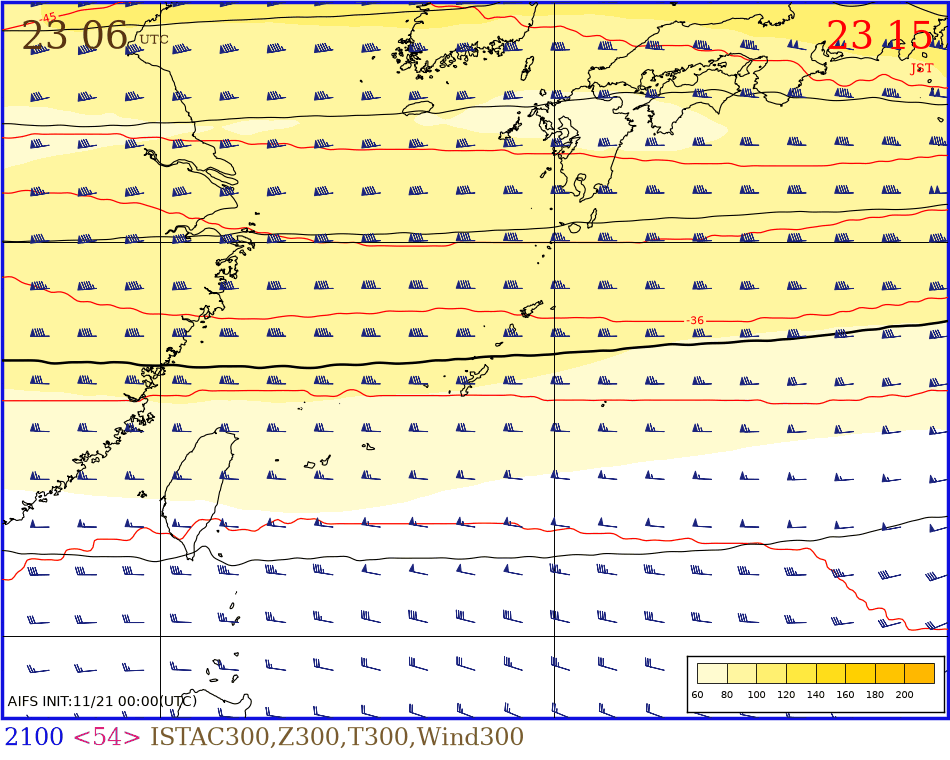 -45
23 06 UTC
23 15
JST
-36
AIFS INIT:11/21 00:00(UTC)
60 80 100 120 140 160 180 200
2100 <54> ISTAC300,Z300,T300,Wind300